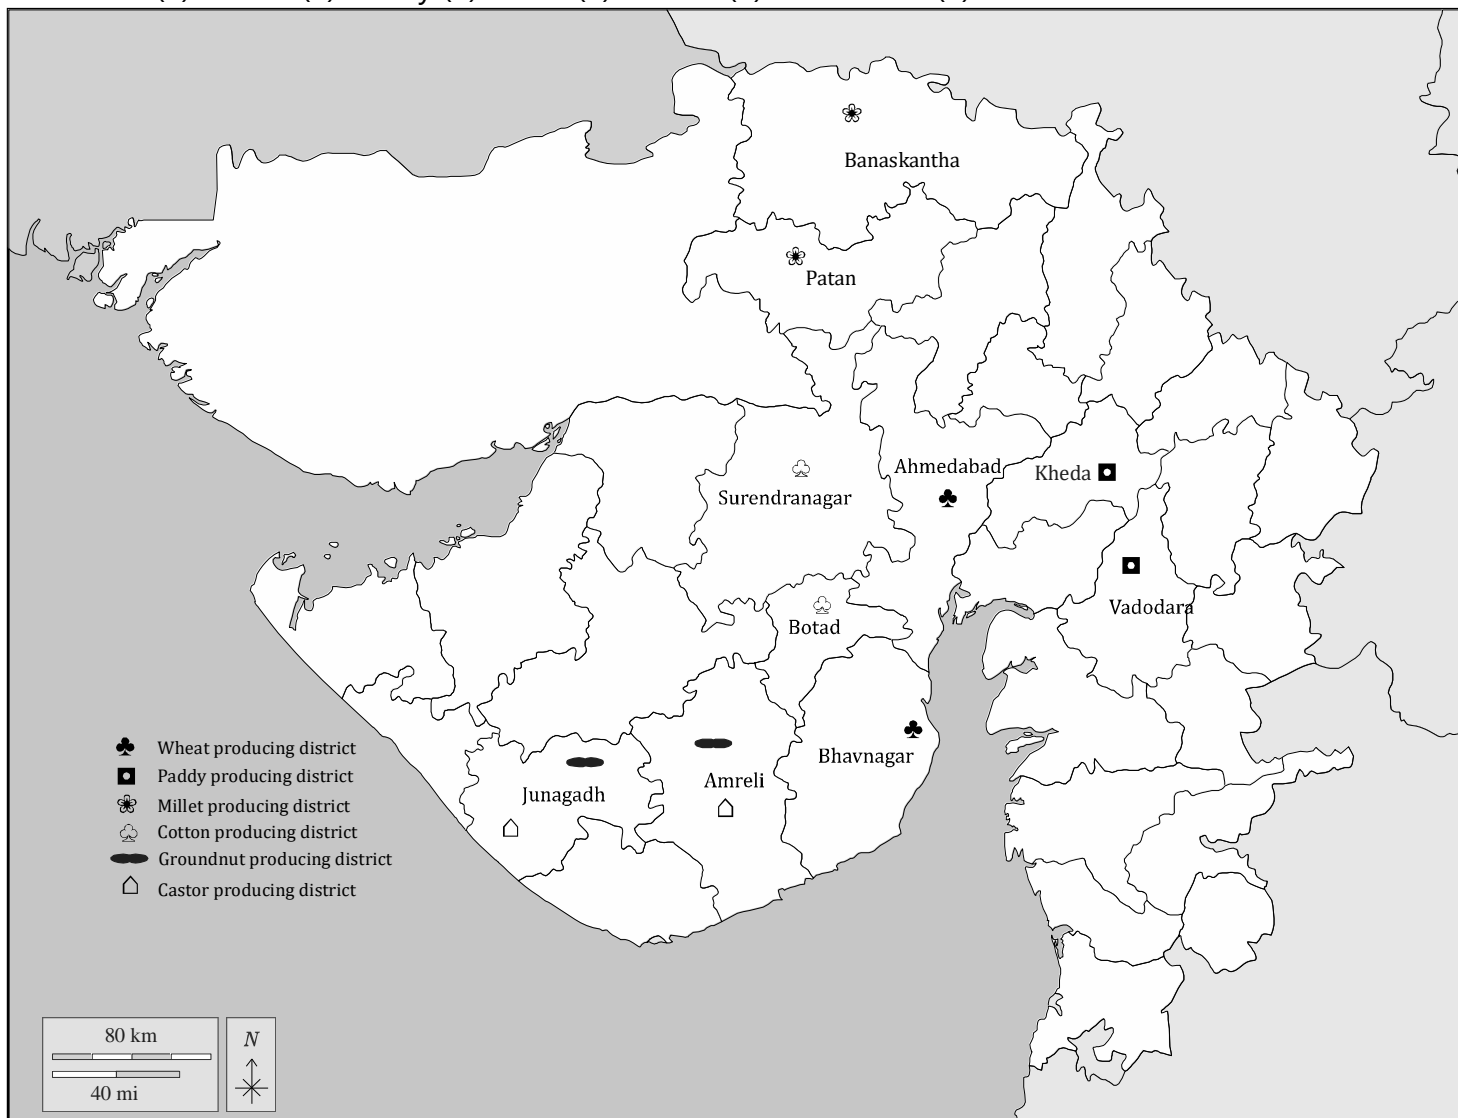 Banaskantha
Patan
Ahmedabad
Kheda
Surendranagar
Vadodara
Botad
Bhavnagar
Amreli
Junagadh
Wheat producing district
Paddy producing district
Millet producing district
Cotton producing district
Groundnut producing district
Castor producing district
80 km
40 mi
N